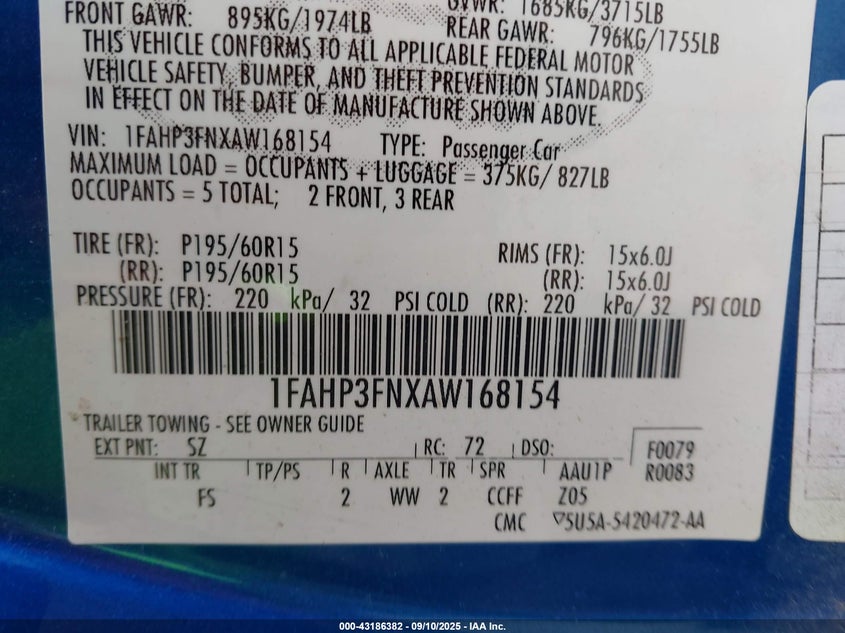 FRONT GAWR: 895KG/1974LB
GVWR: 1685KG/3715LB
REAR GAWR: 796KG/1755LB
THIS VEHICLE CONFORMS TO ALL APPLICABLE FEDERAL MOTOR
VEHICLE SAFETY, BUMPER, AND THEFT PREVENTION STANDARDS
IN EFFECT ON THE DATE OF MANUFACTURE SHOWN ABOVE.
VIN: 1FAHP3FNXAW168154 TYPE: Passenger Car
MAXIMUM LOAD = OCCUPANTS + LUGGAGE = 375KG/ 827LB
OCCUPANTS = 5 TOTAL; 2 FRONT, 3 REAR
TIRE (FR): P195/60R15 RIMS (FR): 15x6.0J
(RR): P195/60R15 (RR): 15x6.0J
PRESSURE (FR): 220 kPa/ 32 PSI COLD (RR): 220 kPa/ 32 PSI COLD
1FAHP3FNXAW168154
*TRAILER TOWING - SEE OWNER GUIDE
EXT PNT: SZ RC: 72 DSO: F0079
INT TR TP/PS R AXLE TR SPR AAU1P R0083
FS 2 WW 2 CCFF Z05
CMC ▽5U5A-5420472-AA
000-43186382 - 09/10/2025 - IAA Inc.